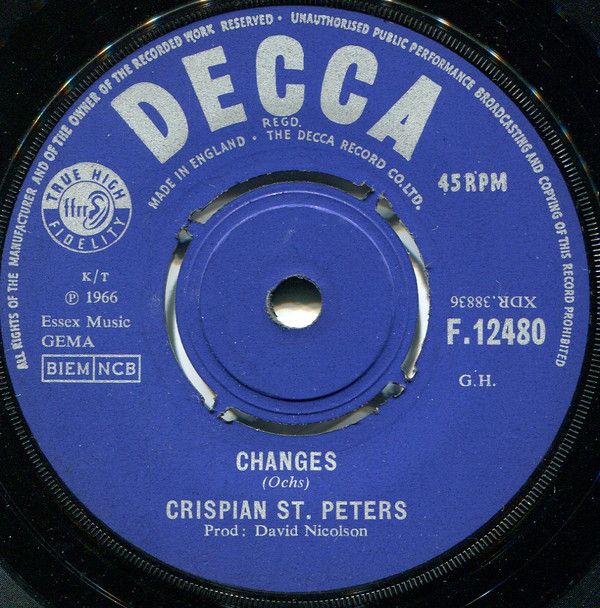 ALL RIGHTS OF THE MANUFACTURER AND OF THE OWNER OF THE RECORDED WORK RESERVED • UNAUTHORISED PUBLIC PERFORMANCE BROADCASTING AND COPYING OF THIS RECORD PROHIBITED
DECCA
REGD.
MADE IN ENGLAND • THE DECCA RECORD CO. LTD.
TRUE HIGH
ffrr
FIDELITY
45 RPM
K/T
℗ 1966
Essex Music
GEMA
BIEM NCB
XDR.38836
F.12480
G.H.
CHANGES
(Ochs)
CRISPIAN ST. PETERS
Prod: David Nicolson